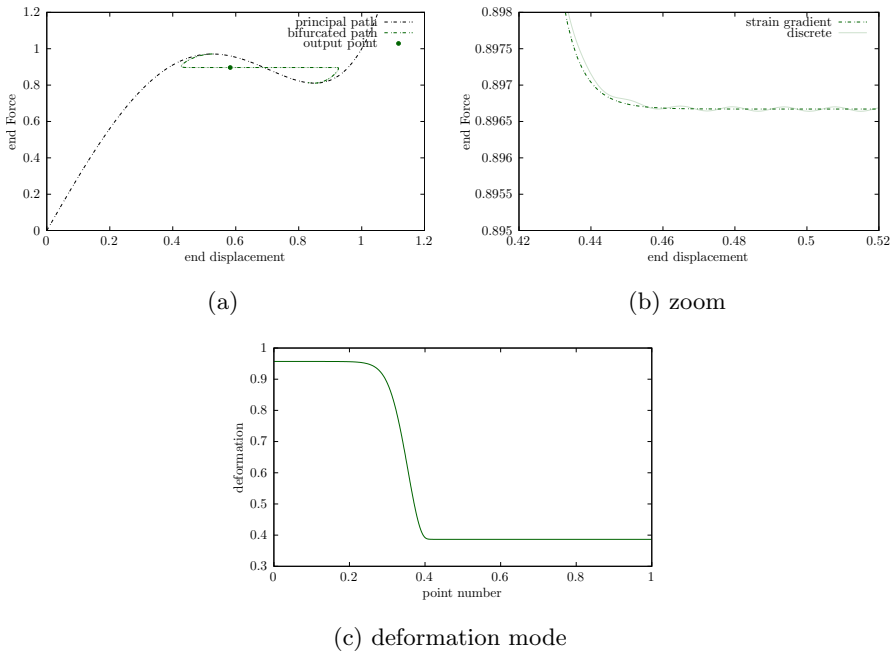 principal path
bifurcated path
output point
1.2
1
0.8
0.6
0.4
0.2
0
end Force
0 0.2 0.4 0.6 0.8 1 1.2
end displacement
(a)
strain gradient
discrete
0.898
0.8975
0.897
0.8965
0.896
0.8955
0.895
end Force
0.42 0.44 0.46 0.48 0.5 0.52
end displacement
(b) zoom
1
0.9
0.8
0.7
0.6
0.5
0.4
0.3
deformation
0 0.2 0.4 0.6 0.8 1
point number
(c) deformation mode